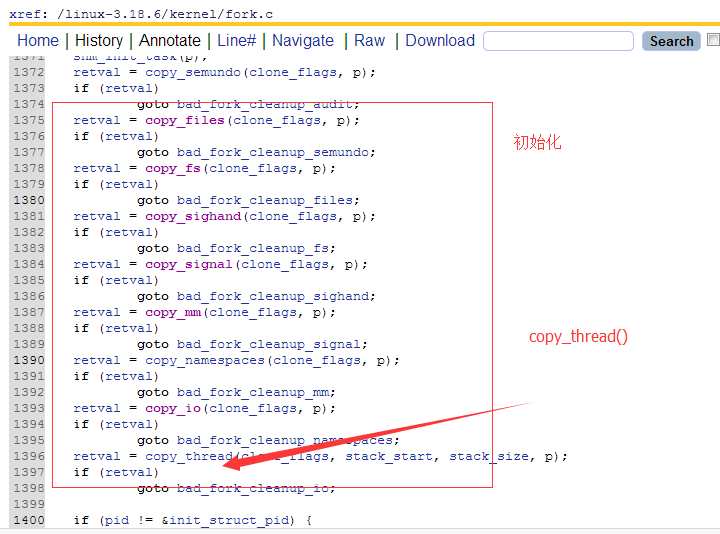 xref: /linux-3.18.6/kernel/fork.c
Home | History | Annotate | Line# | Navigate | Raw | Download Search
1371 shm_init_task(p);
1372 retval = copy_semundo(clone_flags, p);
1373 if (retval)
1374 goto bad_fork_cleanup_audit;
1375 retval = copy_files(clone_flags, p);
1376 if (retval)
1377 goto bad_fork_cleanup_semundo;
1378 retval = copy_fs(clone_flags, p);
1379 if (retval)
1380 goto bad_fork_cleanup_files;
1381 retval = copy_sighand(clone_flags, p);
1382 if (retval)
1383 goto bad_fork_cleanup_fs;
1384 retval = copy_signal(clone_flags, p);
1385 if (retval)
1386 goto bad_fork_cleanup_sighand;
1387 retval = copy_mm(clone_flags, p);
1388 if (retval)
1389 goto bad_fork_cleanup_signal;
1390 retval = copy_namespaces(clone_flags, p);
1391 if (retval)
1392 goto bad_fork_cleanup_mm;
1393 retval = copy_io(clone_flags, p);
1394 if (retval)
1395 goto bad_fork_cleanup_namespaces;
1396 retval = copy_thread(clone_flags, stack_start, stack_size, p);
1397 if (retval)
1398 goto bad_fork_cleanup_io;
1399
1400 if (pid != &init_struct_pid) {
初始化
copy_thread()